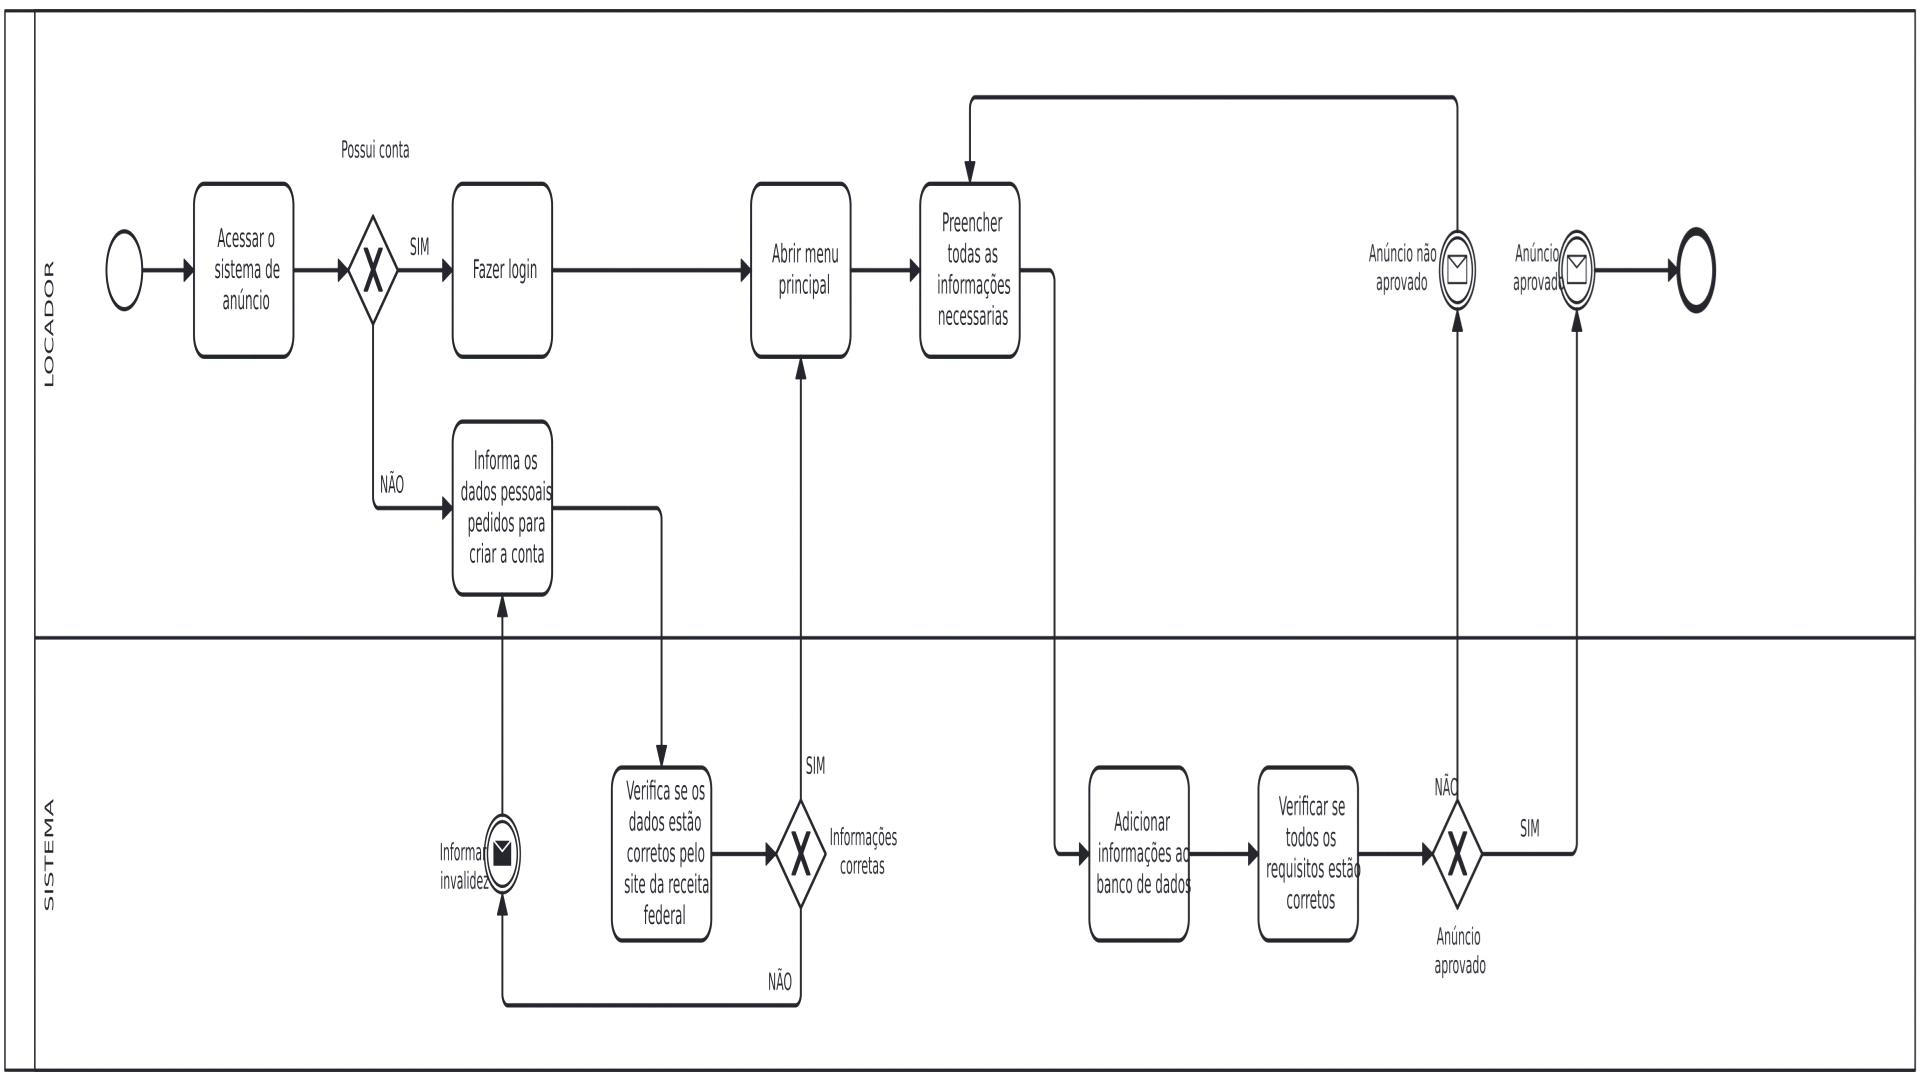 LOCADOR
Possui conta
Acessar o
sistema de
anúncio
SIM
NÃO
Fazer login
Informa os
dados pessoais
pedidos para
criar a conta
Abrir menu
principal
Preencher
todas as
informações
necessarias
Anúncio não
aprovado
Anúncio
aprovado
SISTEMA
Informar
invalidez
Verifica se os
dados estão
corretos pelo
site da receita
federal
SIM
Informações
corretas
NÃO
Adicionar
informações ao
banco de dados
Verificar se
todos os
requisitos estão
corretos
NÃO
SIM
Anúncio
aprovado